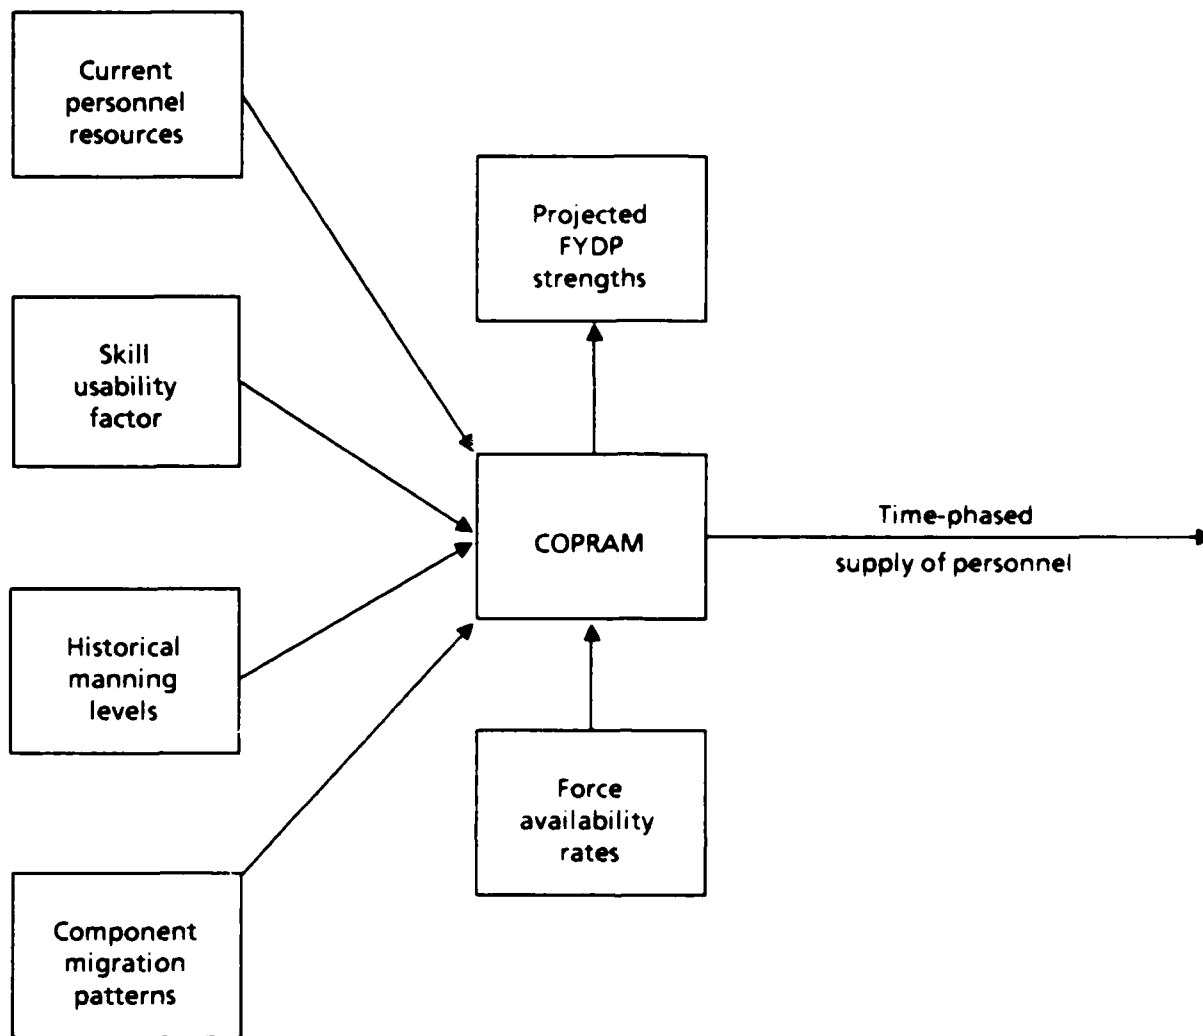 Current
personnel
resources
Projected
FYDP
strengths
Skill
usability
factor
COPRAM
Time-phased
supply of personnel
Historical
manning
levels
Force
availability
rates
Component
migration
patterns